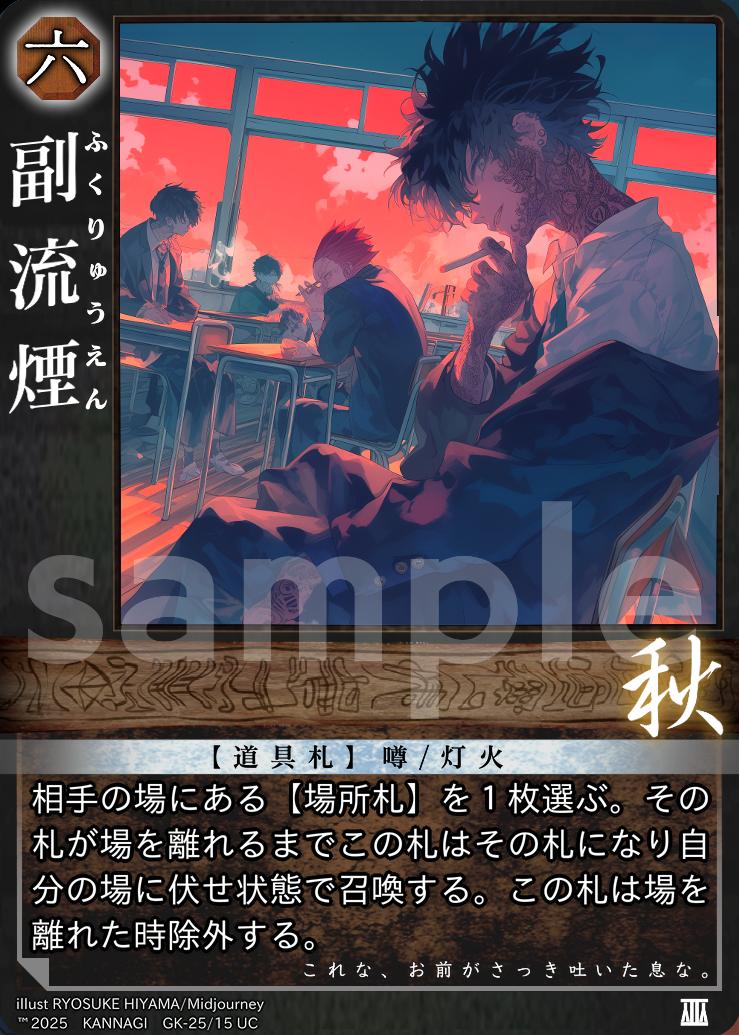 六
副流煙
ふくりゅうえん
sample
秋
【道具札】 噂/灯火
相手の場にある【場所札】を1枚選ぶ。その
札が場を離れるまでこの札はその札になり自
分の場に伏せ状態で召喚する。この札は場を
離れた時除外する。
これな、お前がさっき吐いた息な。
illust RYOSUKE HIYAMA/Midjourney
™2025 KANNAGI GK-25/15 UC